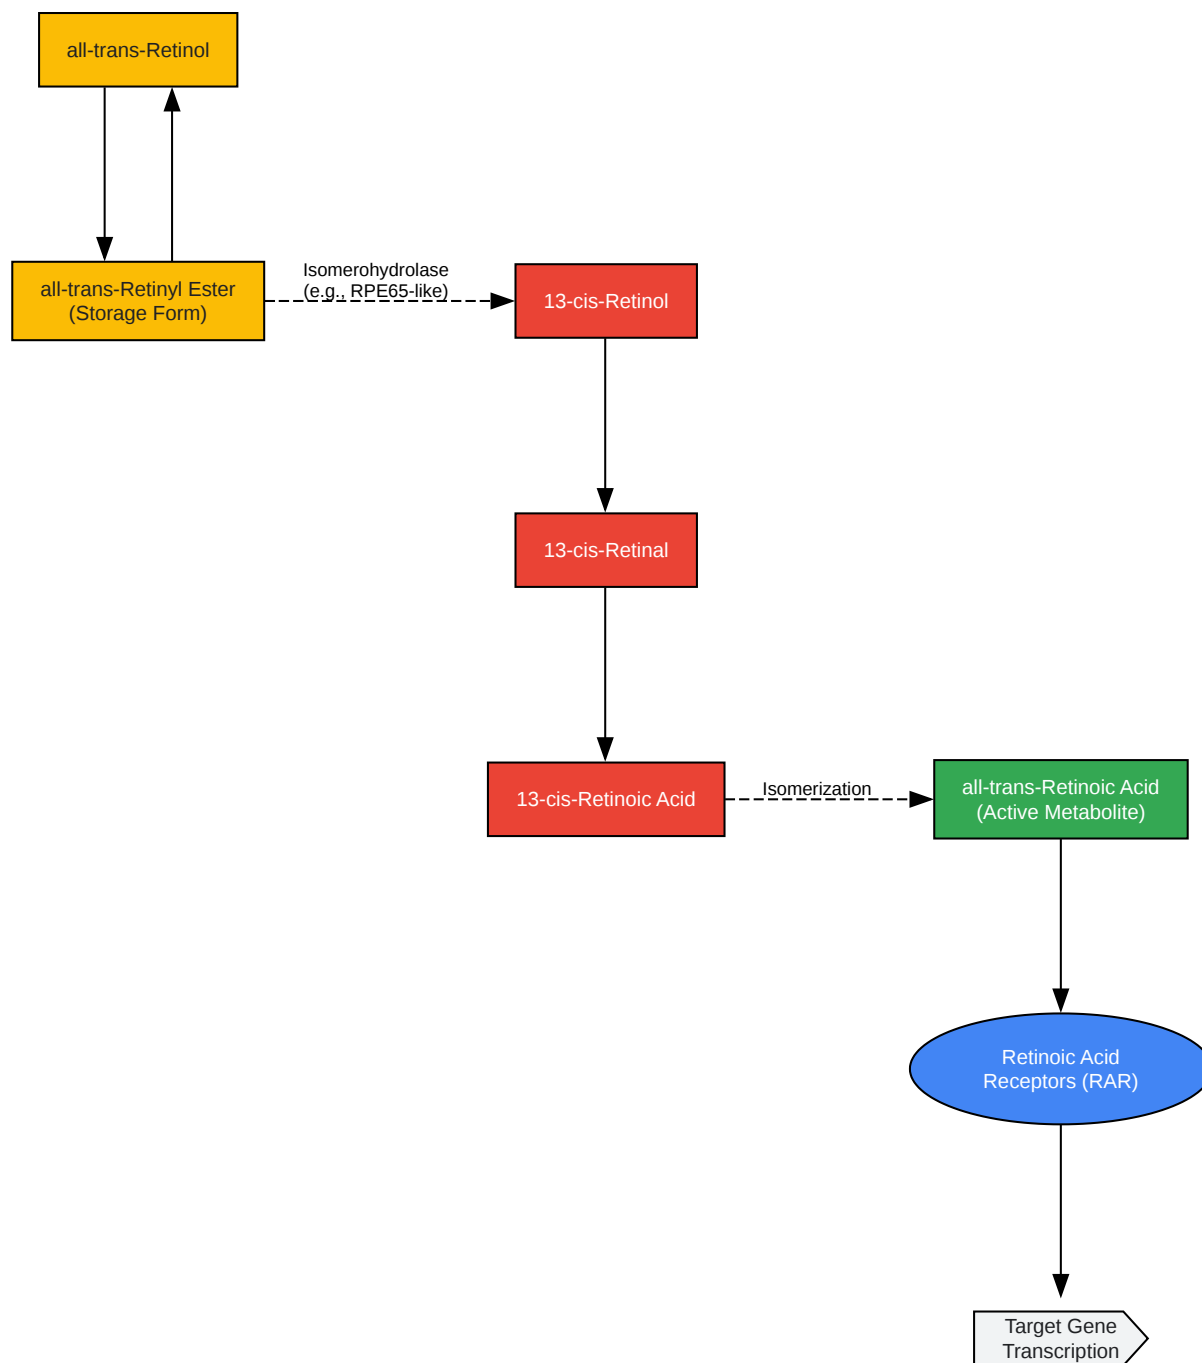 all-trans-Retinol
all-trans-Retinyl Ester
(Storage Form)
Isomerohydrolase
(e.g., RPE65-like)
13-cis-Retinol
13-cis-Retinal
13-cis-Retinoic Acid
Isomerization
all-trans-Retinoic Acid
(Active Metabolite)
Retinoic Acid
Receptors (RAR)
Target Gene
Transcription